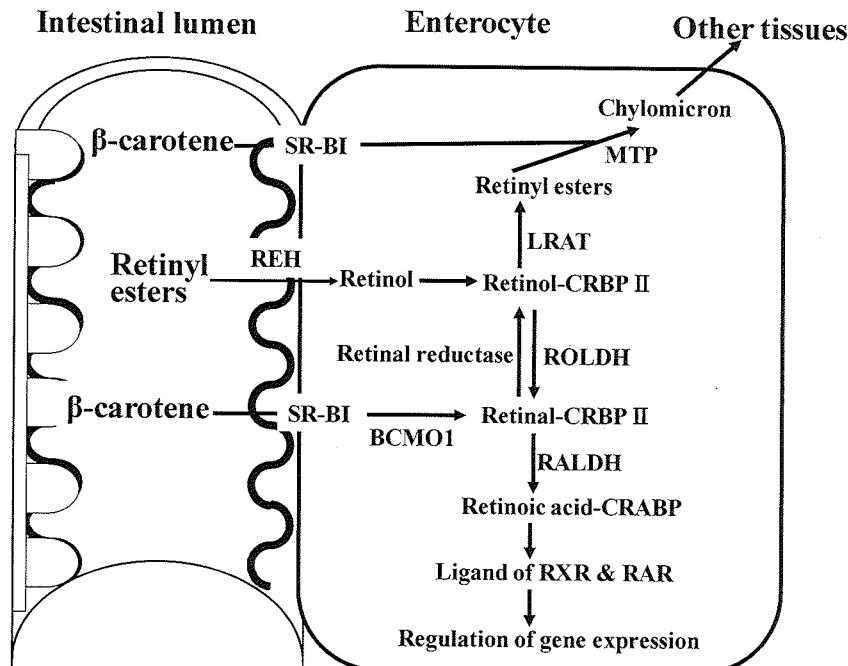 Intestinal lumen
Enterocyte
Other tissues
Chylomicron
β-carotene
SR-BI
MTP
Retinyl esters
LRAT
REH
Retinyl
esters
Retinol
Retinol-CRBP Ⅱ
Retinal reductase
ROLDH
β-carotene
SR-BI
BCMO1
Retinal-CRBP Ⅱ
RALDH
Retinoic acid-CRABP
Ligand of RXR & RAR
Regulation of gene expression